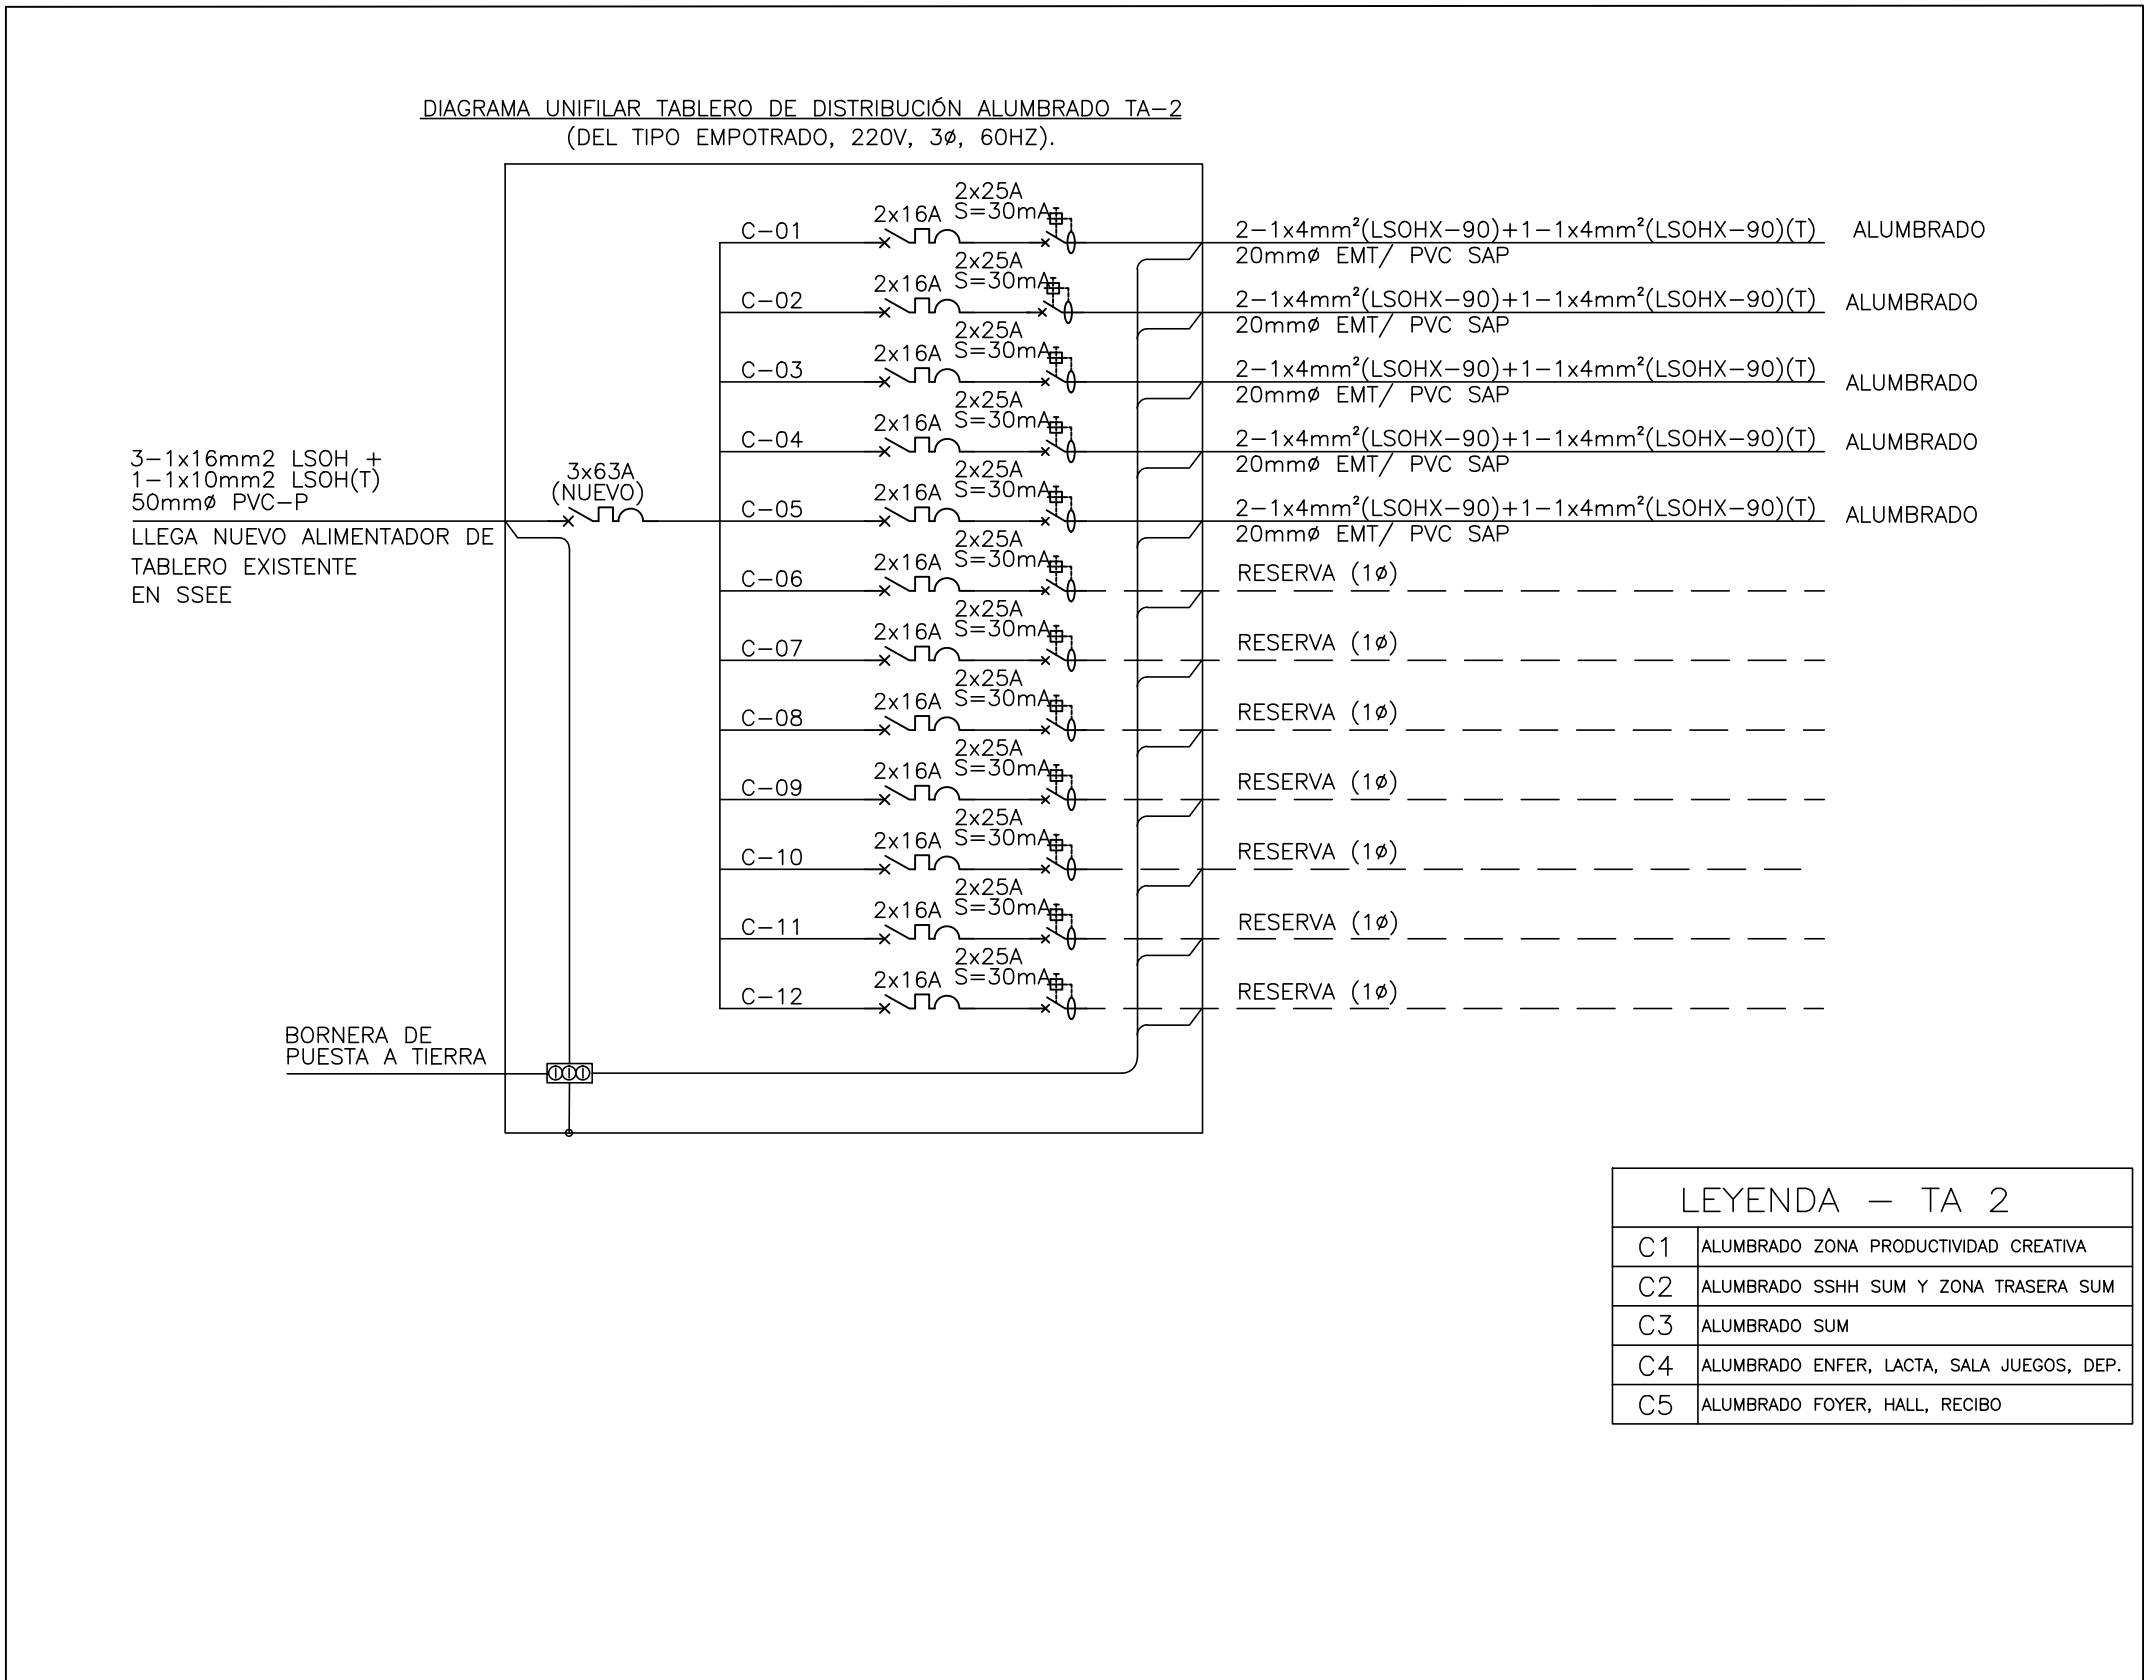 DIAGRAMA UNIFILAR TABLERO DE DISTRIBUCIÓN ALUMBRADO TA-2
(DEL TIPO EMPOTRADO, 220V, 3ø, 60HZ).
3-1x16mm2 LSOH +
1-1x10mm2 LSOH(T)
50mmø PVC-P
LLEGA NUEVO ALIMENTADOR DE
TABLERO EXISTENTE
EN SSEE
3x63A
(NUEVO)
C-01
2x16A
2x25A
S=30mA
2-1x4mm²(LSOHX-90)+1-1x4mm²(LSOHX-90)(T)
20mmø EMT/ PVC SAP
ALUMBRADO
C-02
2x16A
2x25A
S=30mA
2-1x4mm²(LSOHX-90)+1-1x4mm²(LSOHX-90)(T)
20mmø EMT/ PVC SAP
ALUMBRADO
C-03
2x16A
2x25A
S=30mA
2-1x4mm²(LSOHX-90)+1-1x4mm²(LSOHX-90)(T)
20mmø EMT/ PVC SAP
ALUMBRADO
C-04
2x16A
2x25A
S=30mA
2-1x4mm²(LSOHX-90)+1-1x4mm²(LSOHX-90)(T)
20mmø EMT/ PVC SAP
ALUMBRADO
C-05
2x16A
2x25A
S=30mA
2-1x4mm²(LSOHX-90)+1-1x4mm²(LSOHX-90)(T)
20mmø EMT/ PVC SAP
ALUMBRADO
C-06
2x16A
2x25A
S=30mA
RESERVA (1ø)
C-07
2x16A
2x25A
S=30mA
RESERVA (1ø)
C-08
2x16A
2x25A
S=30mA
RESERVA (1ø)
C-09
2x16A
2x25A
S=30mA
RESERVA (1ø)
C-10
2x16A
2x25A
S=30mA
RESERVA (1ø)
C-11
2x16A
2x25A
S=30mA
RESERVA (1ø)
C-12
2x16A
2x25A
S=30mA
RESERVA (1ø)
BORNERA DE
PUESTA A TIERRA
LEYENDA - TA 2
C1 ALUMBRADO ZONA PRODUCTIVIDAD CREATIVA
C2 ALUMBRADO SSHH SUM Y ZONA TRASERA SUM
C3 ALUMBRADO SUM
C4 ALUMBRADO ENFER, LACTA, SALA JUEGOS, DEP.
C5 ALUMBRADO FOYER, HALL, RECIBO